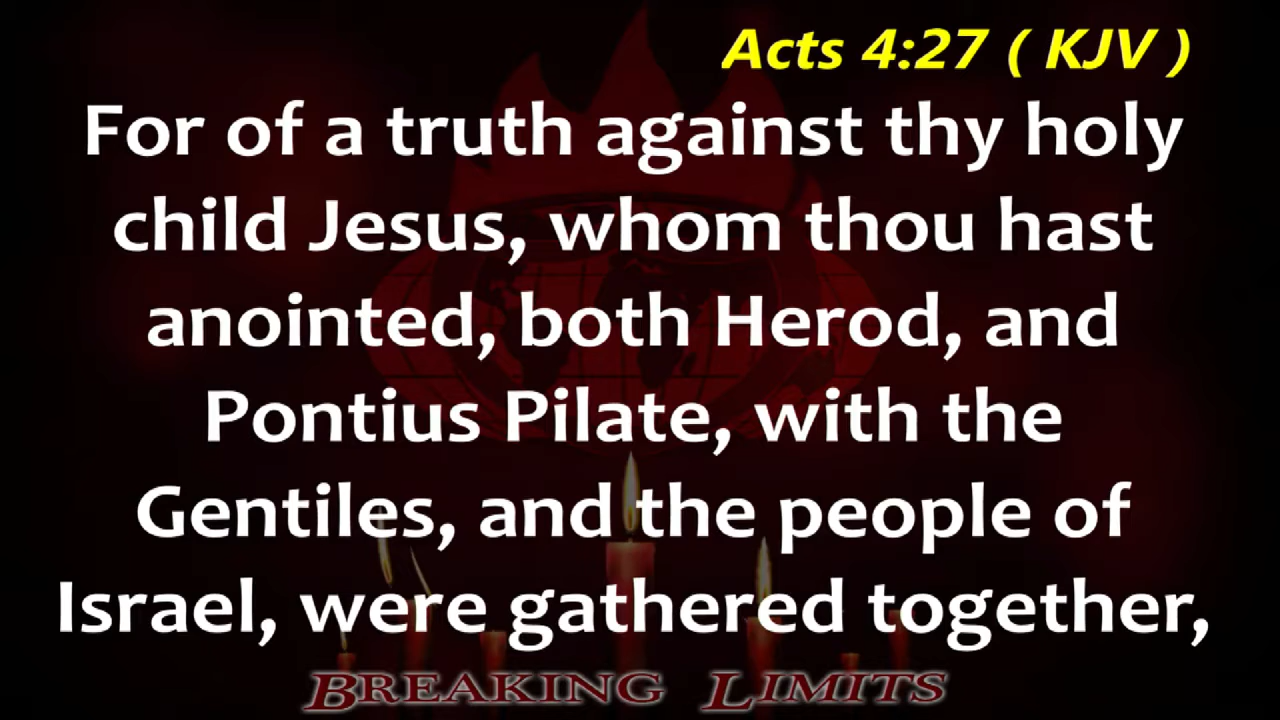 Acts 4:27 ( KJV )
For of a truth against thy holy
child Jesus, whom thou hast
anointed, both Herod, and
Pontius Pilate, with the
Gentiles, and the people of
Israel, were gathered together,
BREAKING LIMITS